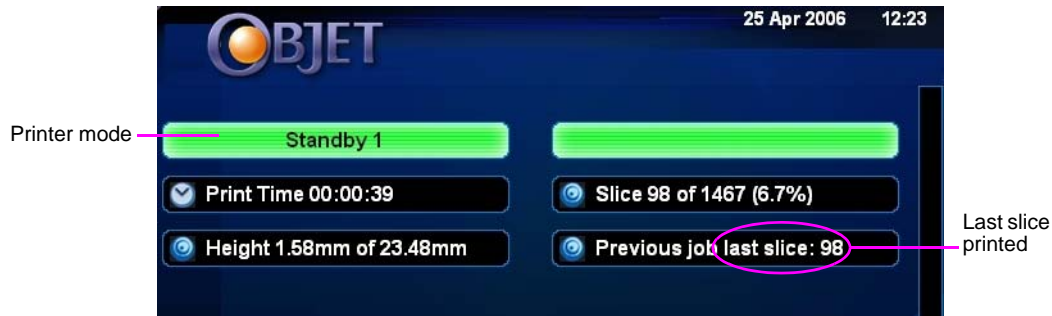 OBJET
25 Apr 2006 12:23
Printer mode
Standby 1
Print Time 00:00:39
Slice 98 of 1467 (6.7%)
Height 1.58mm of 23.48mm
Previous job last slice: 98
Last slice
printed